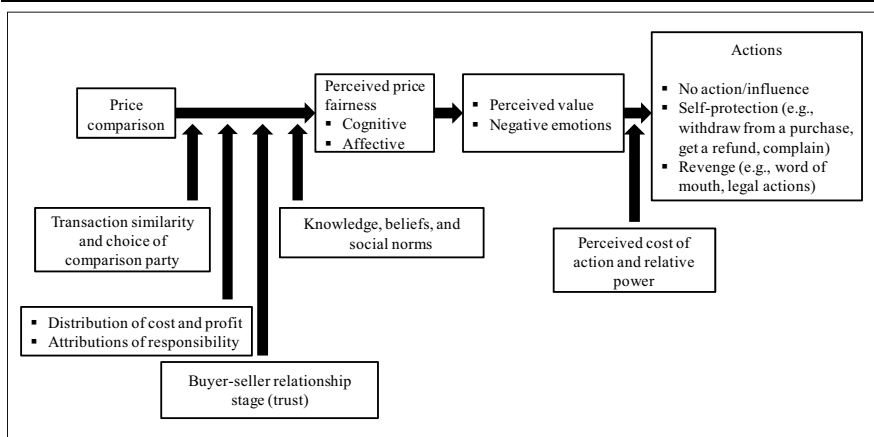 Price
comparison
Perceived price
fairness
▪ Cognitive
▪ Affective
▪ Perceived value
▪ Negative emotions
Actions
▪ No action/influence
▪ Self-protection (e.g.,
withdraw from a purchase,
get a refund, complain)
▪ Revenge (e.g., word of
mouth, legal actions)
Transaction similarity
and choice of
comparison party
Knowledge, beliefs, and
social norms
Perceived cost of
action and relative
power
▪ Distribution of cost and profit
▪ Attributions of responsibility
Buyer-seller relationship
stage (trust)